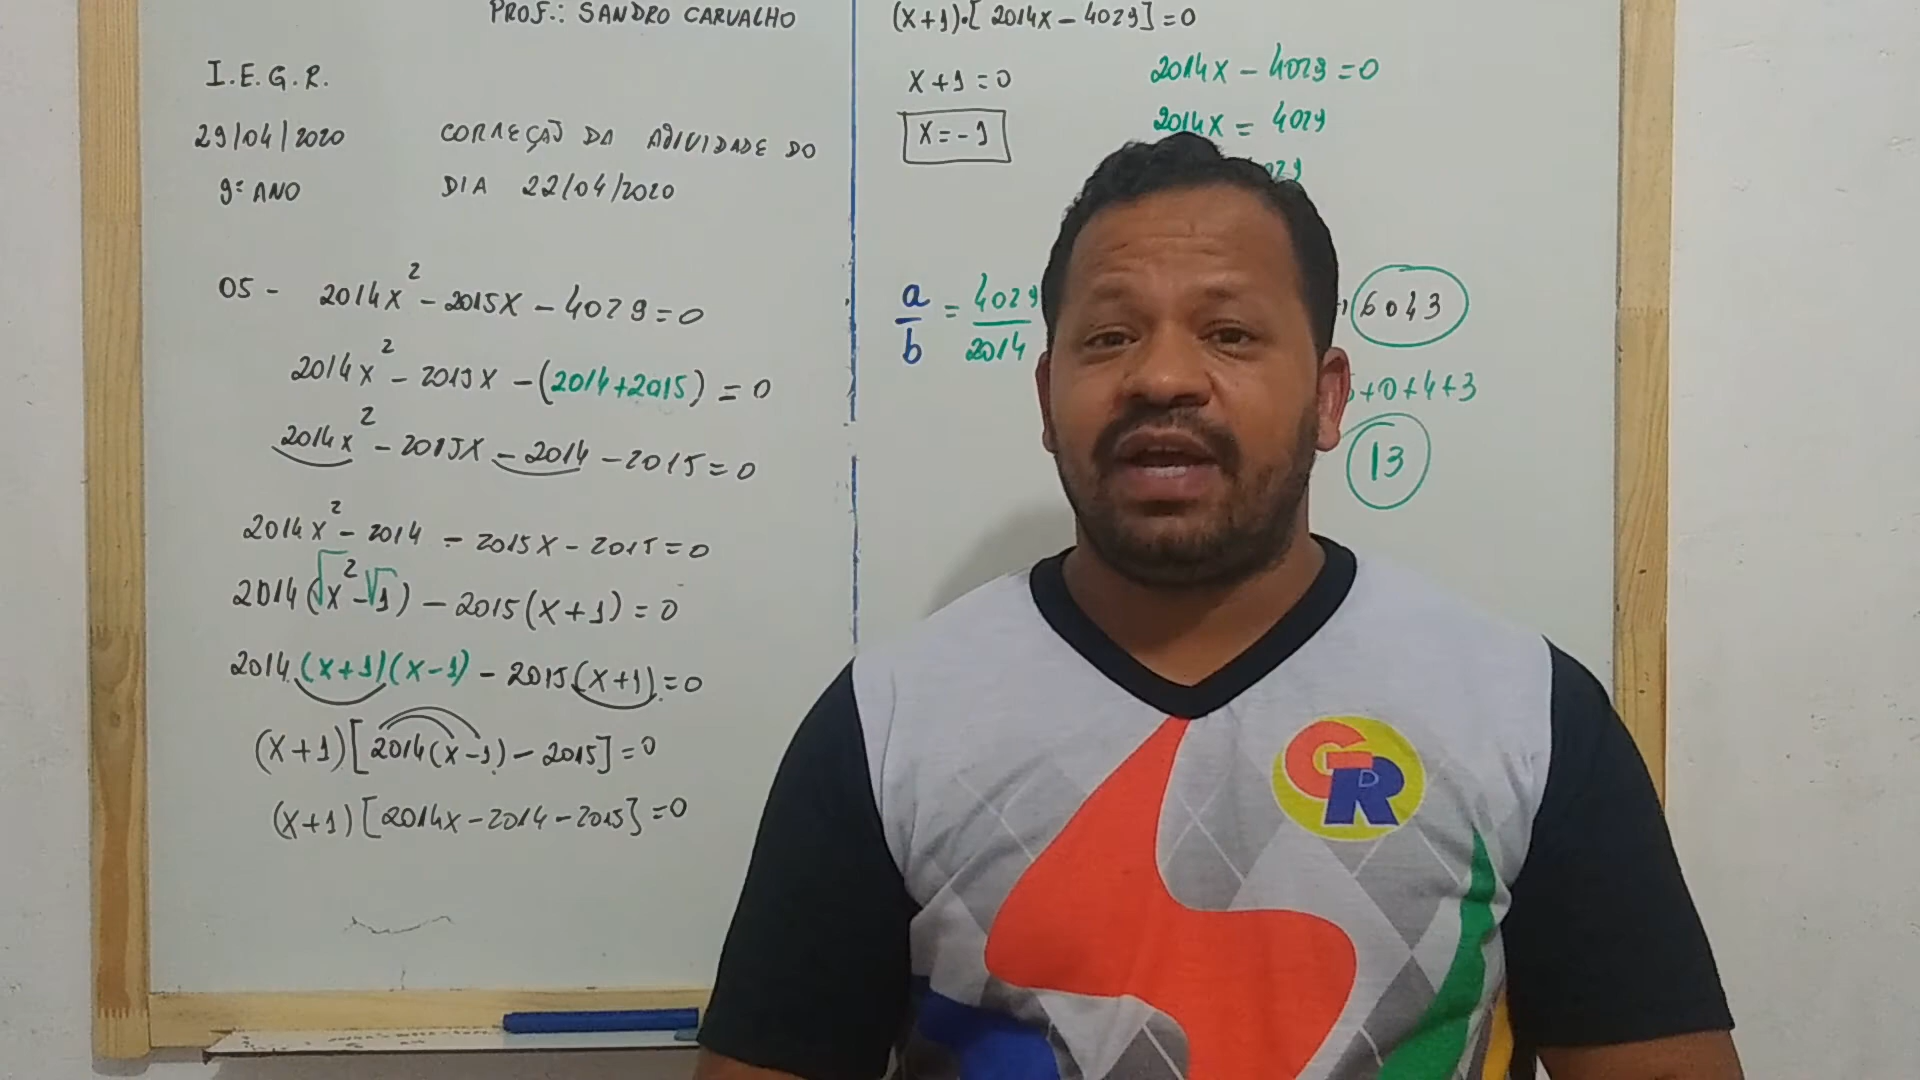 PROF.: SANDRO CARVALHO
I.E.G.R.
29/04/2020
CORREÇÃO DA ATIVIDADE DO
9º ANO
DIA 22/04/2020
05 - 2014x² - 2015x - 4029 = 0
2014x² - 2015x - (2014+2015) = 0
2014x² - 2015x - 2014 - 2015 = 0
2014x² - 2014 - 2015x - 2015 = 0
2014(√x² - √1) - 2015(x+1) = 0
2014.(x+1)(x-1) - 2015(x+1) = 0
(x+1)[2014(x-1) - 2015] = 0
(x+1)[2014x - 2014 - 2015] = 0
(x+1)·[2014x - 4029] = 0
x+1 = 0
x = -1
2014x - 4029 = 0
2014x = 4029
a/b = 4029/2014
6043
+0+4+3
13
GDR